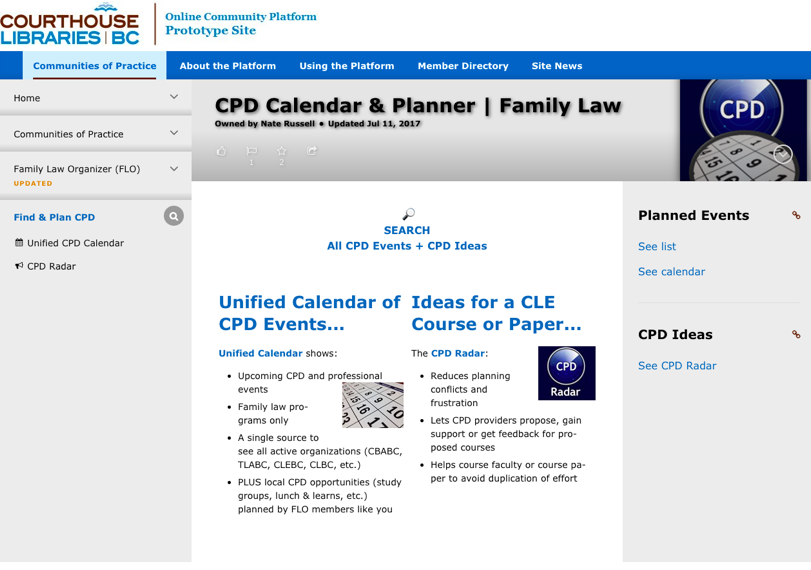 COURTHOUSE
LIBRARIES | BC
Online Community Platform
Prototype Site
Communities of Practice
About the Platform
Using the Platform
Member Directory
Site News
Home
Communities of Practice
Family Law Organizer (FLO)
UPDATED
Find & Plan CPD
Unified CPD Calendar
CPD Radar
CPD Calendar & Planner | Family Law
Owned by Nate Russell ● Updated Jul 11, 2017
1
2
CPD
SEARCH
All CPD Events + CPD Ideas
Unified Calendar of
CPD Events...
Unified Calendar shows:
• Upcoming CPD and professional
events
• Family law pro-
grams only
• A single source to
see all active organizations (CBABC,
TLABC, CLEBC, CLBC, etc.)
• PLUS local CPD opportunities (study
groups, lunch & learns, etc.)
planned by FLO members like you
Ideas for a CLE
Course or Paper...
The CPD Radar:
• Reduces planning
conflicts and
frustration
• Lets CPD providers propose, gain
support or get feedback for pro-
posed courses
• Helps course faculty or course pa-
per to avoid duplication of effort
CPD
Radar
Planned Events
See list
See calendar
CPD Ideas
See CPD Radar